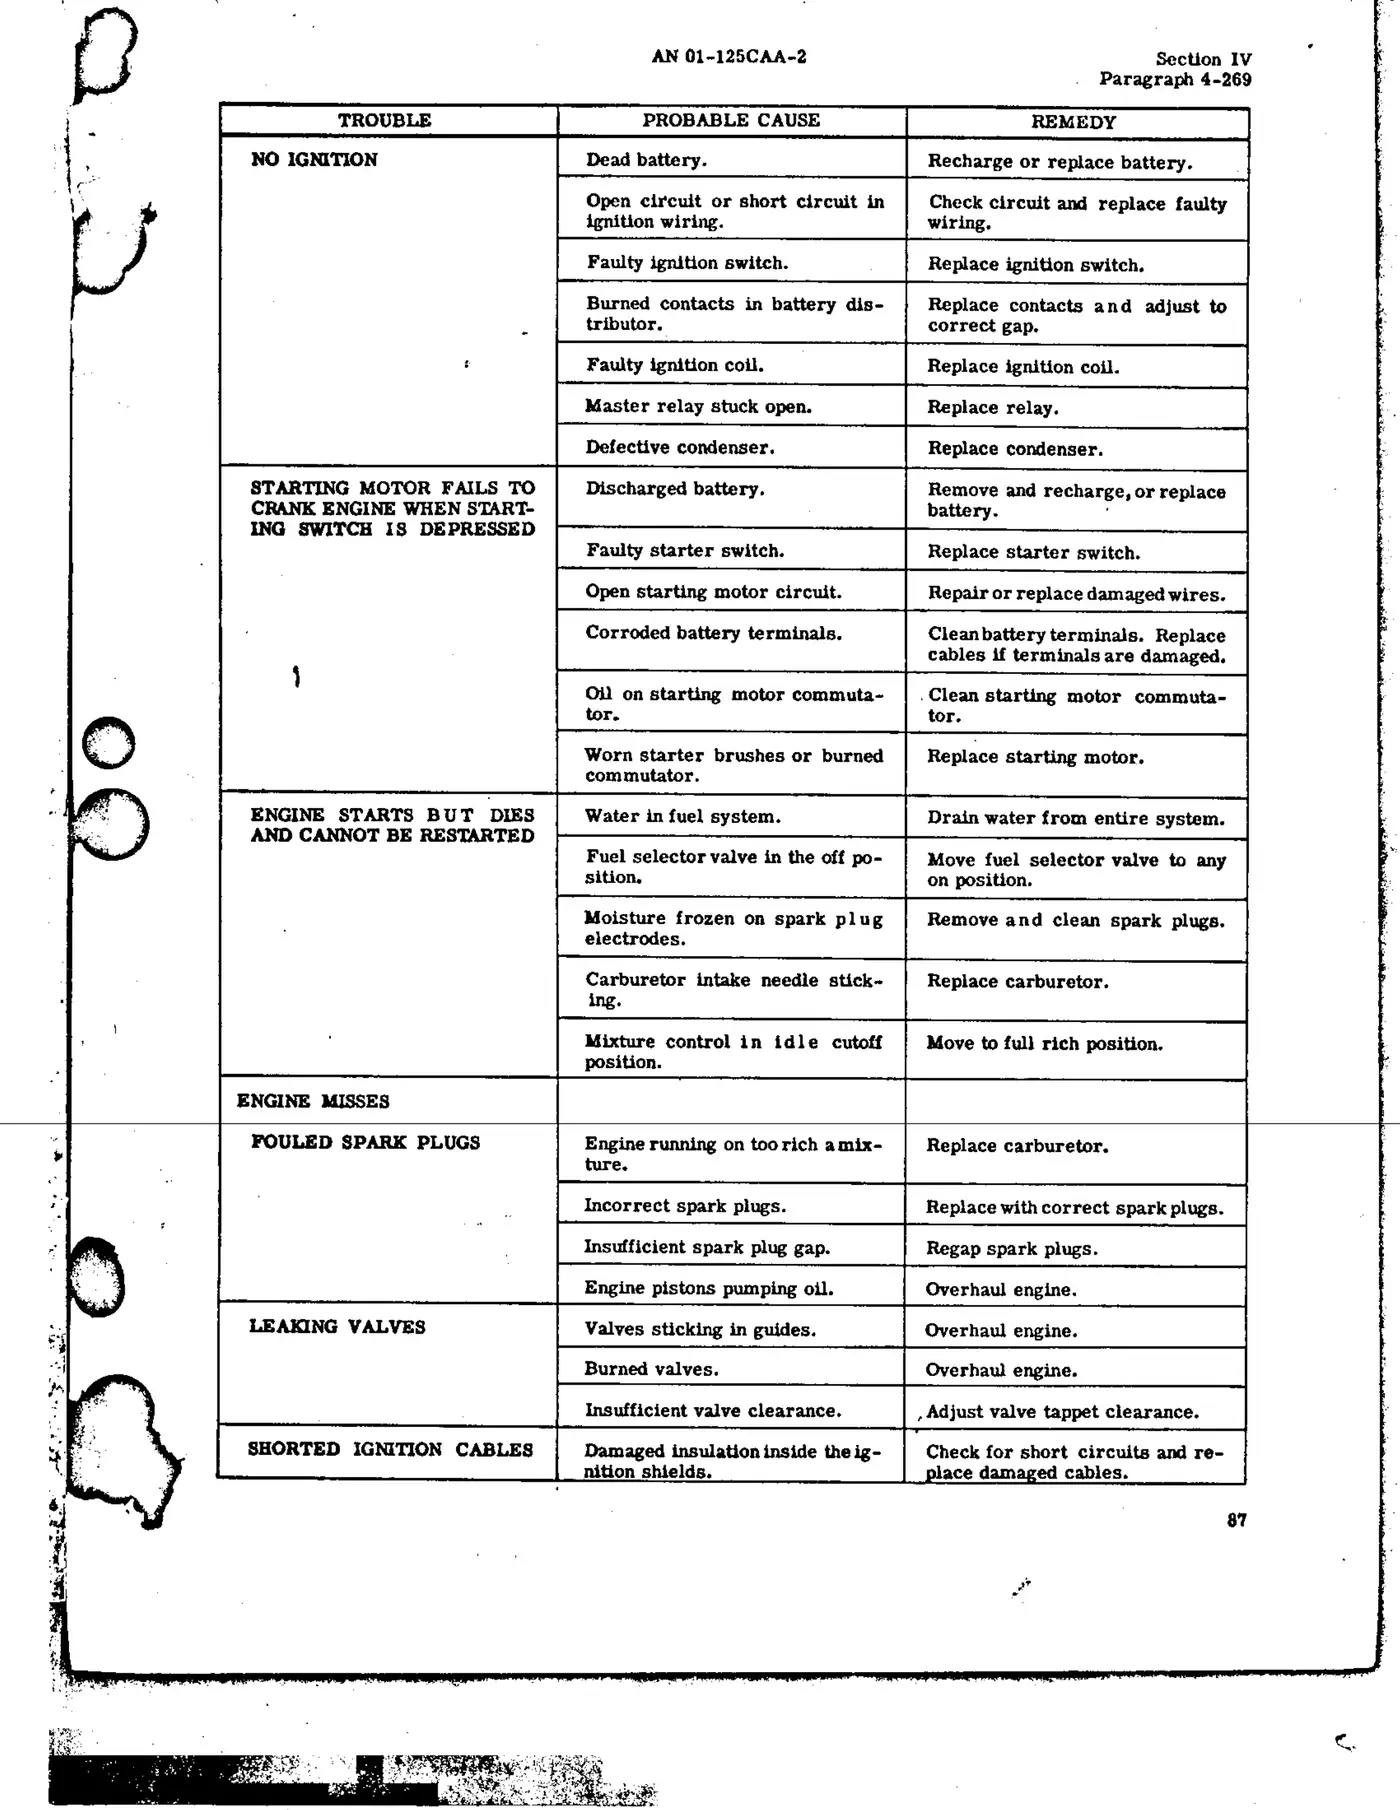 AN 01-125CAA-2
Section IV
Paragraph 4-269
TROUBLE PROBABLE CAUSE REMEDY
NO IGNITION Dead battery. Recharge or replace battery.
Open circuit or short circuit in Check circuit and replace faulty
ignition wiring. wiring.
Faulty ignition switch. Replace ignition switch.
Burned contacts in battery dis- Replace contacts and adjust to
tributor. correct gap.
Faulty ignition coil. Replace ignition coil.
Master relay stuck open. Replace relay.
Defective condenser. Replace condenser.
STARTING MOTOR FAILS TO Discharged battery. Remove and recharge, or replace
CRANK ENGINE WHEN START- battery.
ING SWITCH IS DEPRESSED
Faulty starter switch. Replace starter switch.
Open starting motor circuit. Repair or replace damaged wires.
Corroded battery terminals. Clean battery terminals. Replace
cables if terminals are damaged.
Oil on starting motor commuta- Clean starting motor commuta-
tor. tor.
Worn starter brushes or burned Replace starting motor.
commutator.
ENGINE STARTS BUT DIES Water in fuel system. Drain water from entire system.
AND CANNOT BE RESTARTED
Fuel selector valve in the off po- Move fuel selector valve to any
sition. on position.
Moisture frozen on spark plug Remove and clean spark plugs.
electrodes.
Carburetor intake needle stick- Replace carburetor.
ing.
Mixture control in idle cutoff Move to full rich position.
position.
ENGINE MISSES
FOULED SPARK PLUGS Engine running on too rich a mix- Replace carburetor.
ture.
Incorrect spark plugs. Replace with correct spark plugs.
Insufficient spark plug gap. Regap spark plugs.
Engine pistons pumping oil. Overhaul engine.
LEAKING VALVES Valves sticking in guides. Overhaul engine.
Burned valves. Overhaul engine.
Insufficient valve clearance. Adjust valve tappet clearance.
SHORTED IGNITION CABLES Damaged insulation inside the ig- Check for short circuits and re-
nition shields. place damaged cables.
87